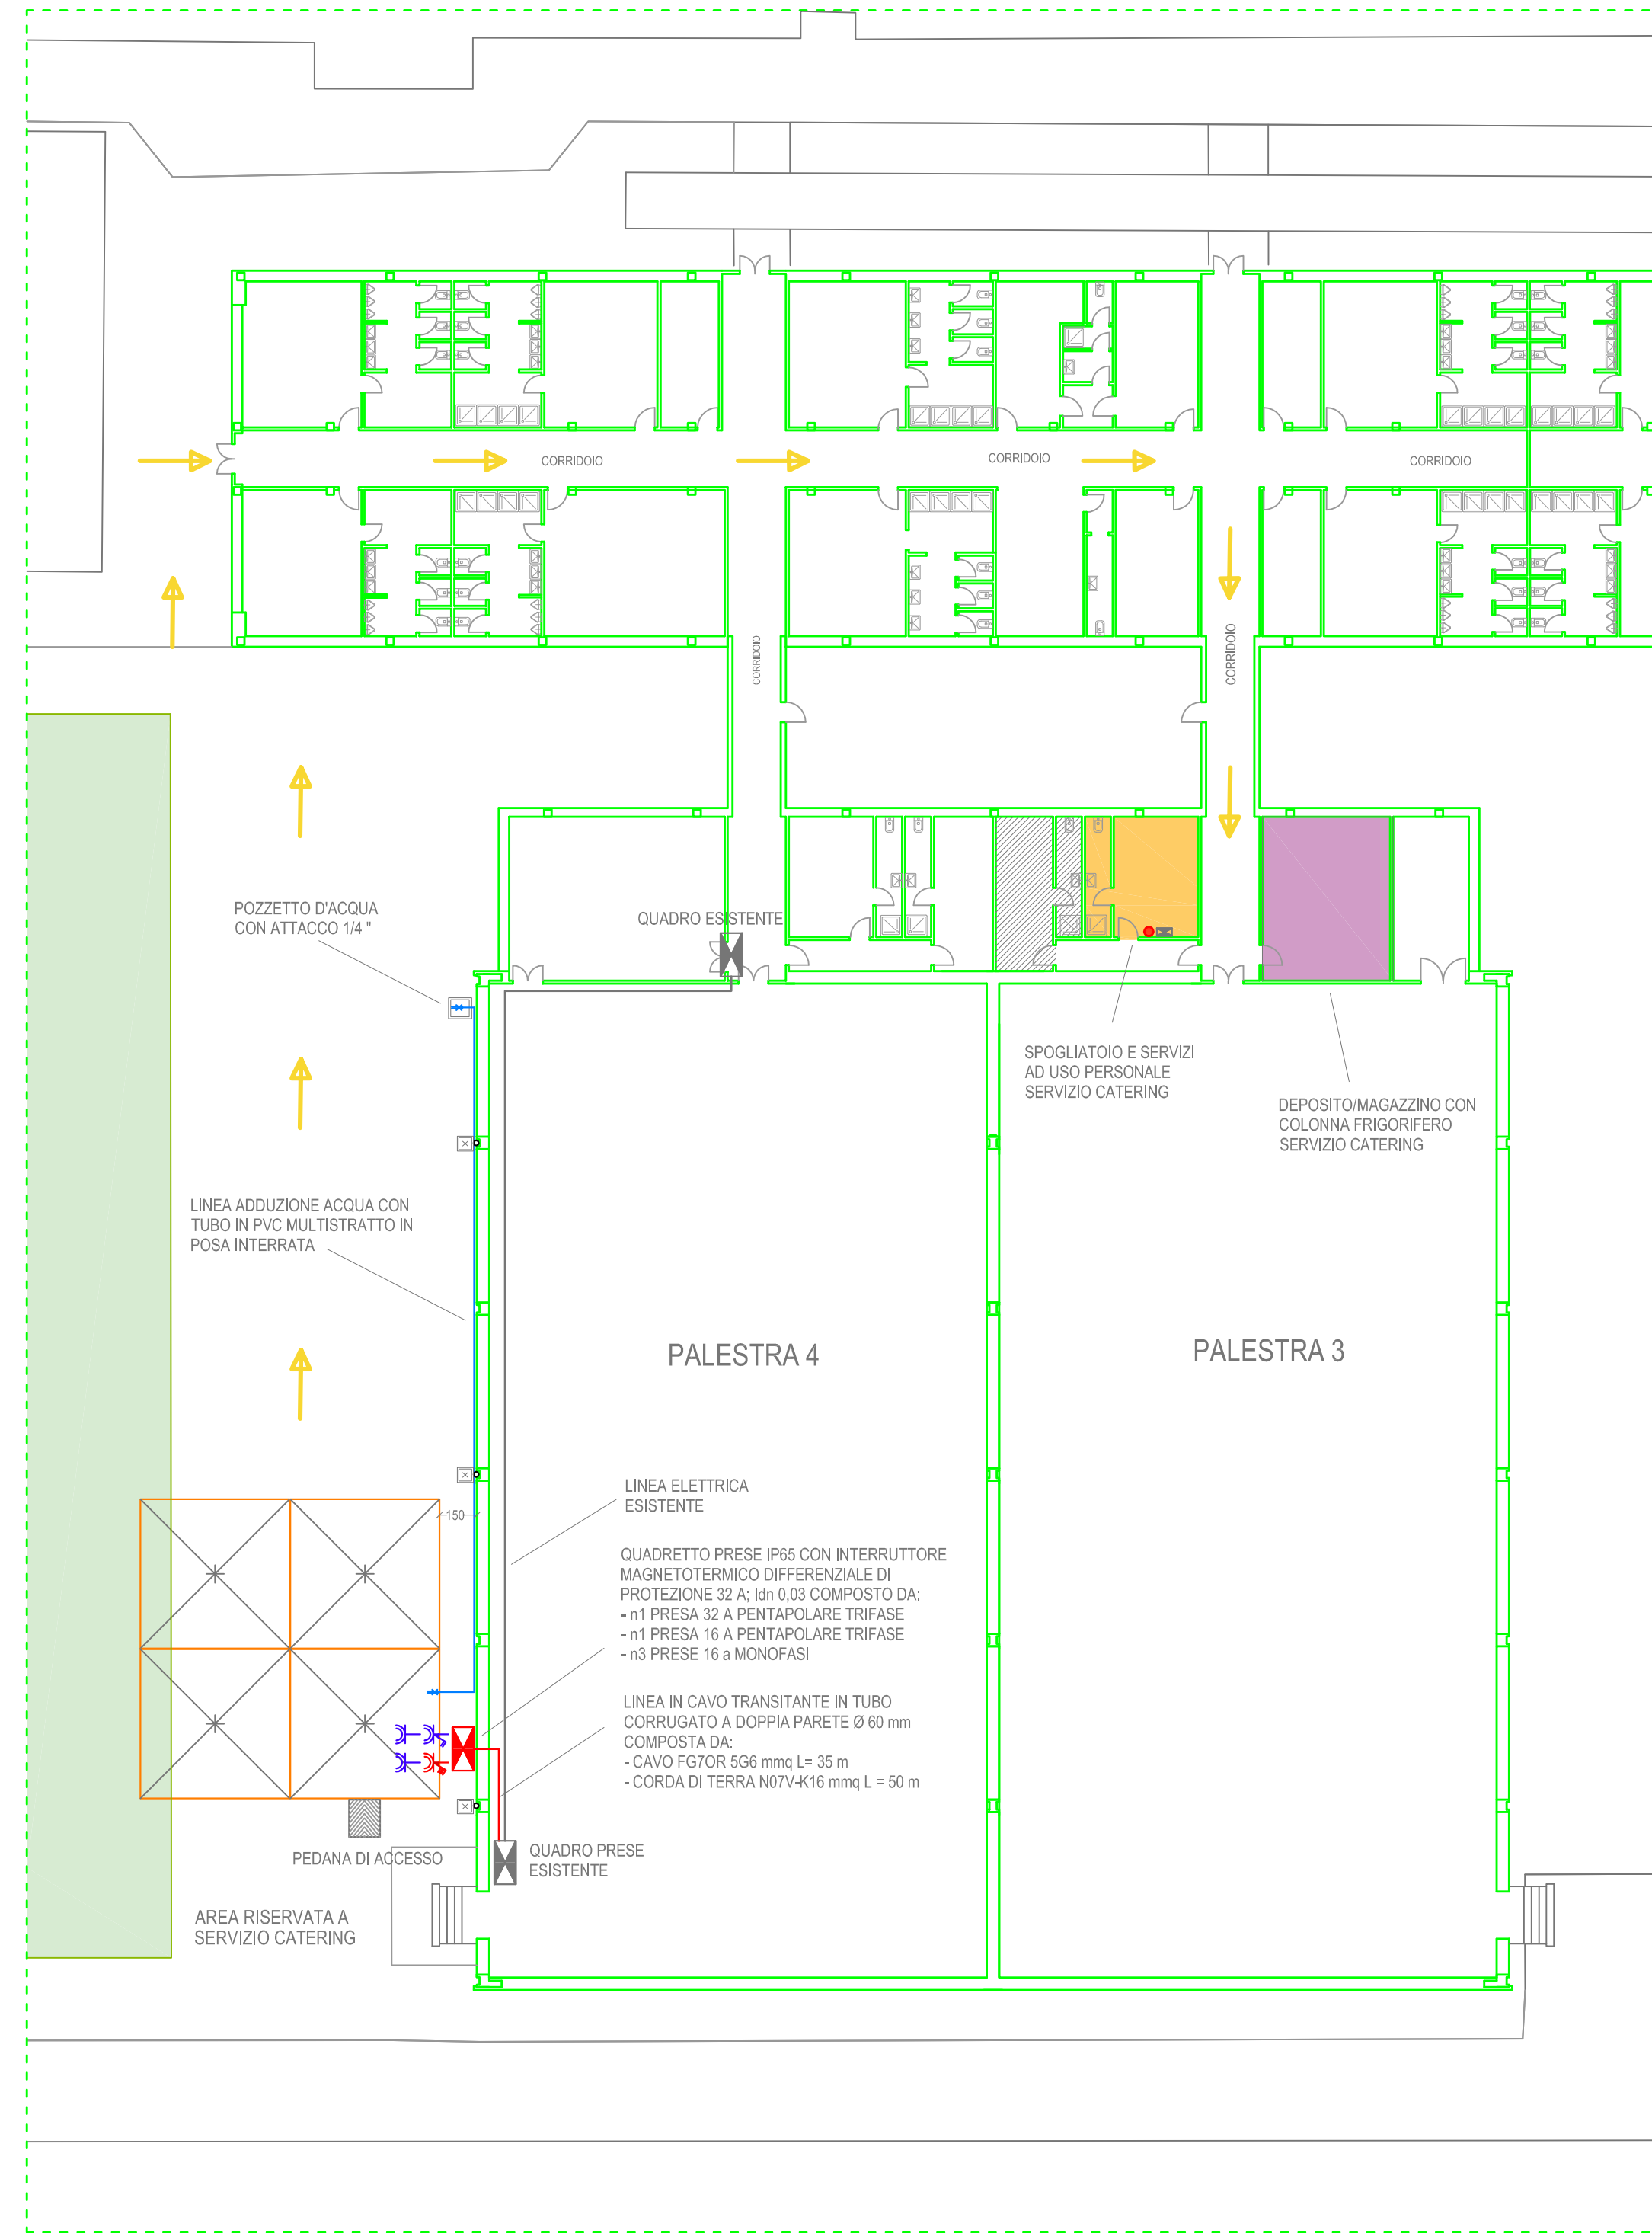 CORRIDOIO
CORRIDOIO
CORRIDOIO
CORRIDOIO
CORRIDOIO
POZZETTO D'ACQUA
CON ATTACCO 1/4 "
QUADRO ESISTENTE
SPOGLIATOIO E SERVIZI
AD USO PERSONALE
SERVIZIO CATERING
DEPOSITO/MAGAZZINO CON
COLONNA FRIGORIFERO
SERVIZIO CATERING
LINEA ADDUZIONE ACQUA CON
TUBO IN PVC MULTISTRATTO IN
POSA INTERRATA
PALESTRA 4
PALESTRA 3
LINEA ELETTRICA
ESISTENTE
150
QUADRETTO PRESE IP65 CON INTERRUTTORE
MAGNETOTERMICO DIFFERENZIALE DI
PROTEZIONE 32 A; Idn 0,03 COMPOSTO DA:
- n1 PRESA 32 A PENTAPOLARE TRIFASE
- n1 PRESA 16 A PENTAPOLARE TRIFASE
- n3 PRESE 16 a MONOFASI
LINEA IN CAVO TRANSITANTE IN TUBO
CORRUGATO A DOPPIA PARETE Ø 60 mm
COMPOSTA DA:
- CAVO FG7OR 5G6 mmq L= 35 m
- CORDA DI TERRA N07V-K16 mmq L = 50 m
PEDANA DI ACCESSO
QUADRO PRESE
ESISTENTE
AREA RISERVATA A
SERVIZIO CATERING